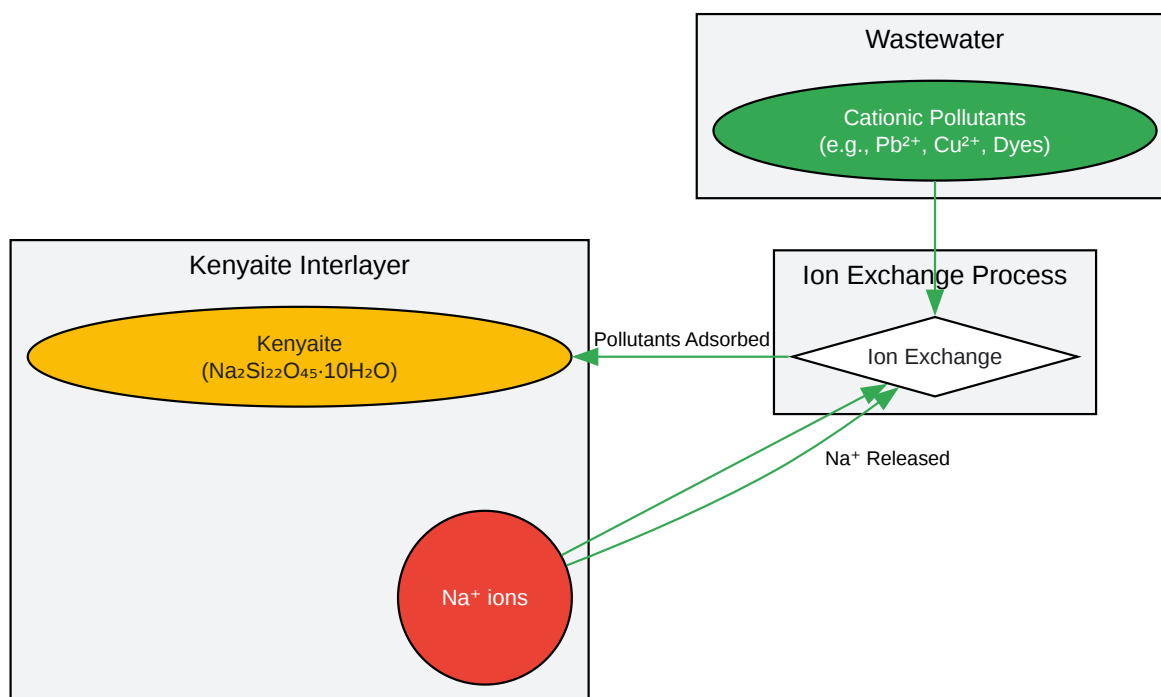 Wastewater
Cationic Pollutants
(e.g., Pb²⁺, Cu²⁺, Dyes)
Kenyaite Interlayer
Ion Exchange Process
Kenyaite
(Na₂Si₂₂O₄₅·10H₂O)
Pollutants Adsorbed
Ion Exchange
Na⁺ Released
Na⁺ ions